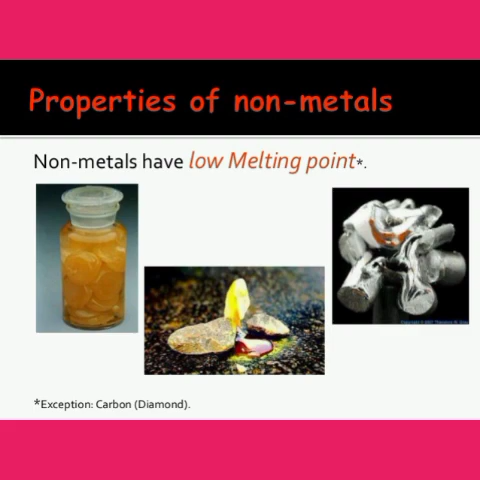 Properties of non-metals
Non-metals have low Melting point*.
*Exception: Carbon (Diamond).